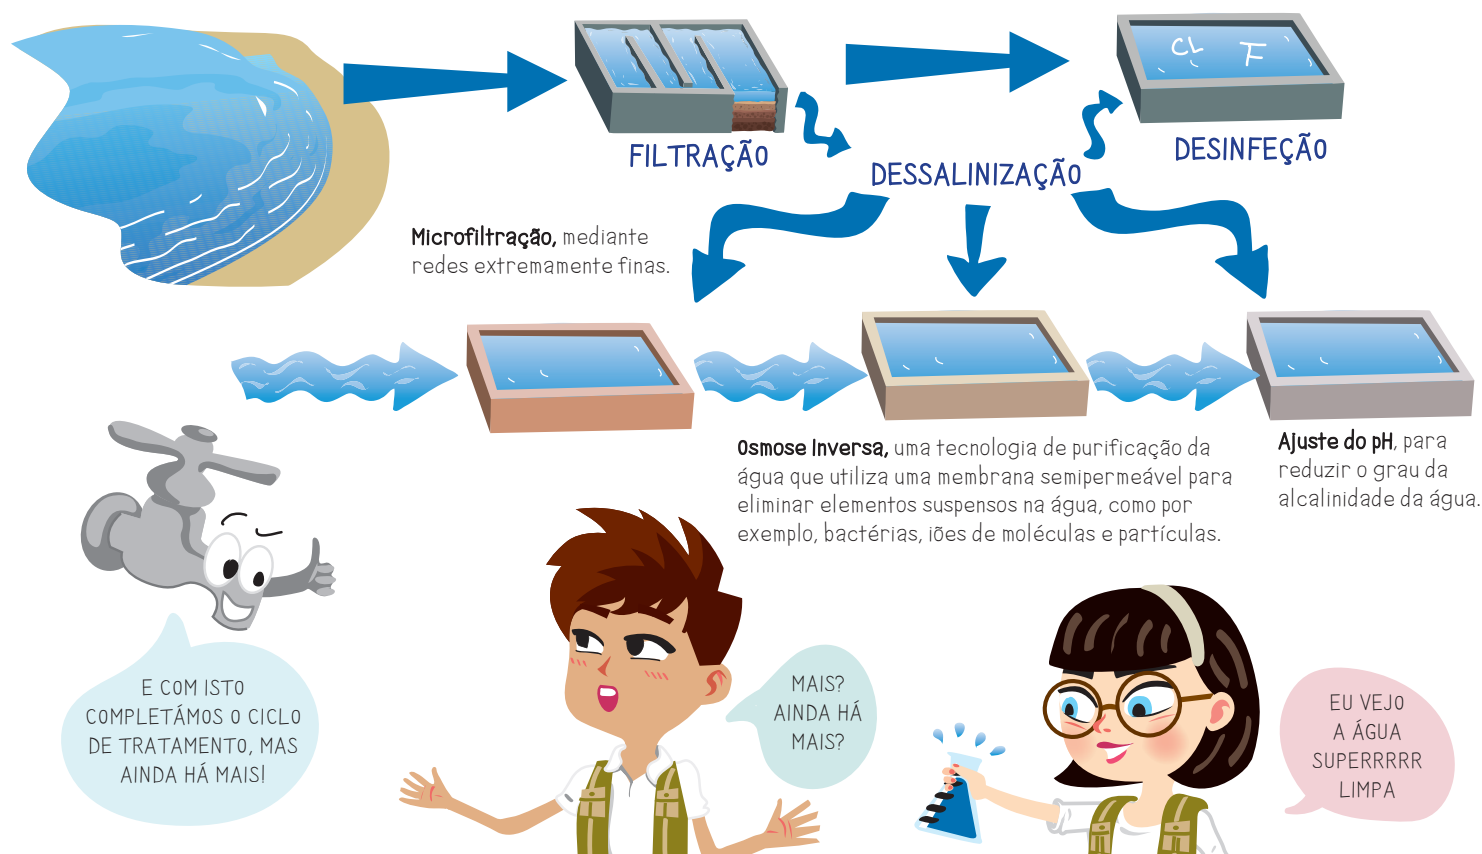 CL F
FILTRAÇÃO
DESSALINIZAÇÃO
DESINFEÇÃO
Microfiltração, mediante
redes extremamente finas.
Osmose Inversa, uma tecnologia de purificação da
água que utiliza uma membrana semipermeável para
eliminar elementos suspensos na água, como por
exemplo, bactérias, iões de moléculas e partículas.
Ajuste do pH, para
reduzir o grau da
alcalinidade da água.
E COM ISTO
COMPLETÁMOS O CICLO
DE TRATAMENTO, MAS
AINDA HÁ MAIS!
MAIS?
AINDA HÁ
MAIS?
EU VEJO
A ÁGUA
SUPERRRRR
LIMPA